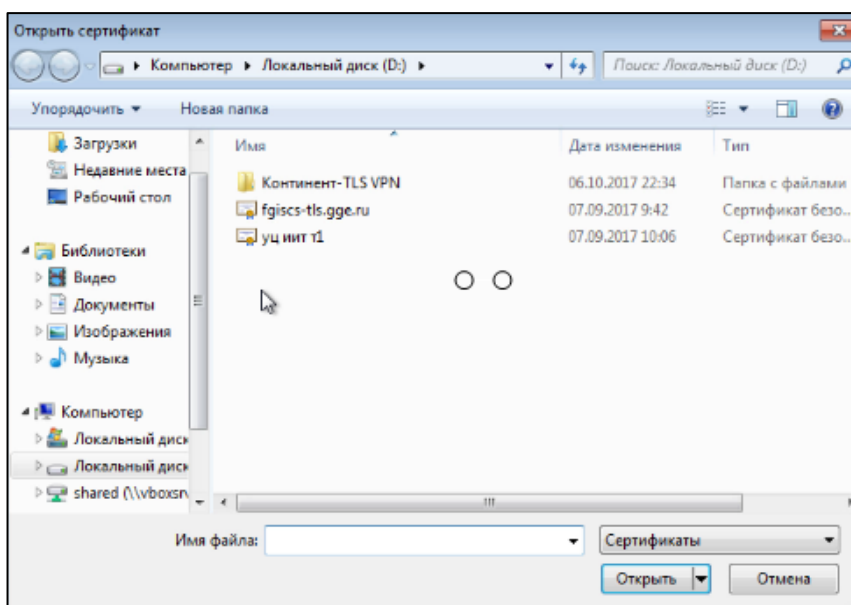 Открыть сертификат
Компьютер ▸ Локальный диск (D:) ▸
Поиск: Локальный диск (D:)
Упорядочить ▼ Новая папка
Загрузки
Недавние места
Рабочий стол
Библиотеки
Видео
Документы
Изображения
Музыка
Компьютер
Локальный диск
Локальный диск
shared (\\vboxsrv
Имя Дата изменения Тип
Континент-TLS VPN 06.10.2017 22:34 Папка с файлами
fgiscs-tls.gge.ru 07.09.2017 9:42 Сертификат безо...
уц иит т1 07.09.2017 10:06 Сертификат безо...
Имя файла: Сертификаты
Открыть Отмена